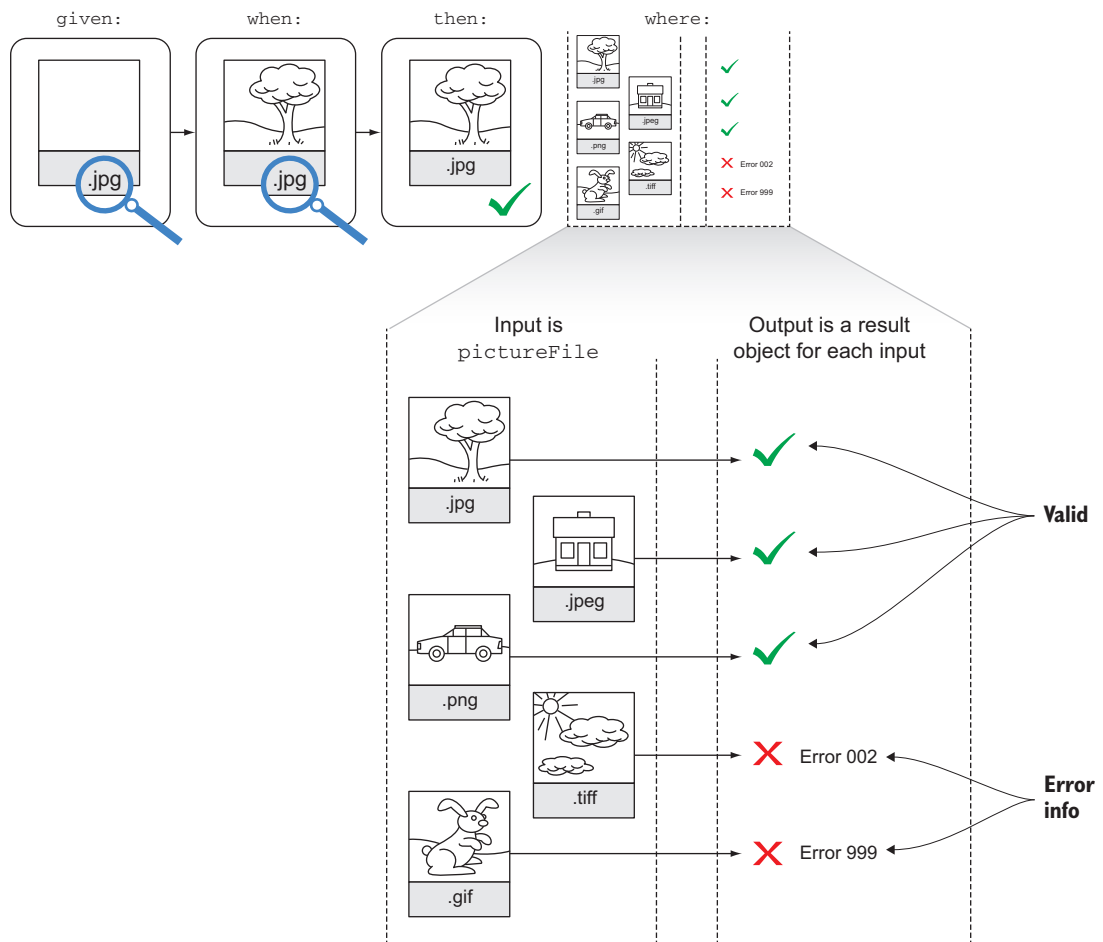 given:
when:
then:
where:
.jpg
.jpg
.jpg
.jpg
.jpeg
.png
.tiff
.gif
Error 002
Error 999
Input is
pictureFile
Output is a result
object for each input
.jpg
.jpeg
.png
.tiff
.gif
Error 002
Error 999
Valid
Error
info